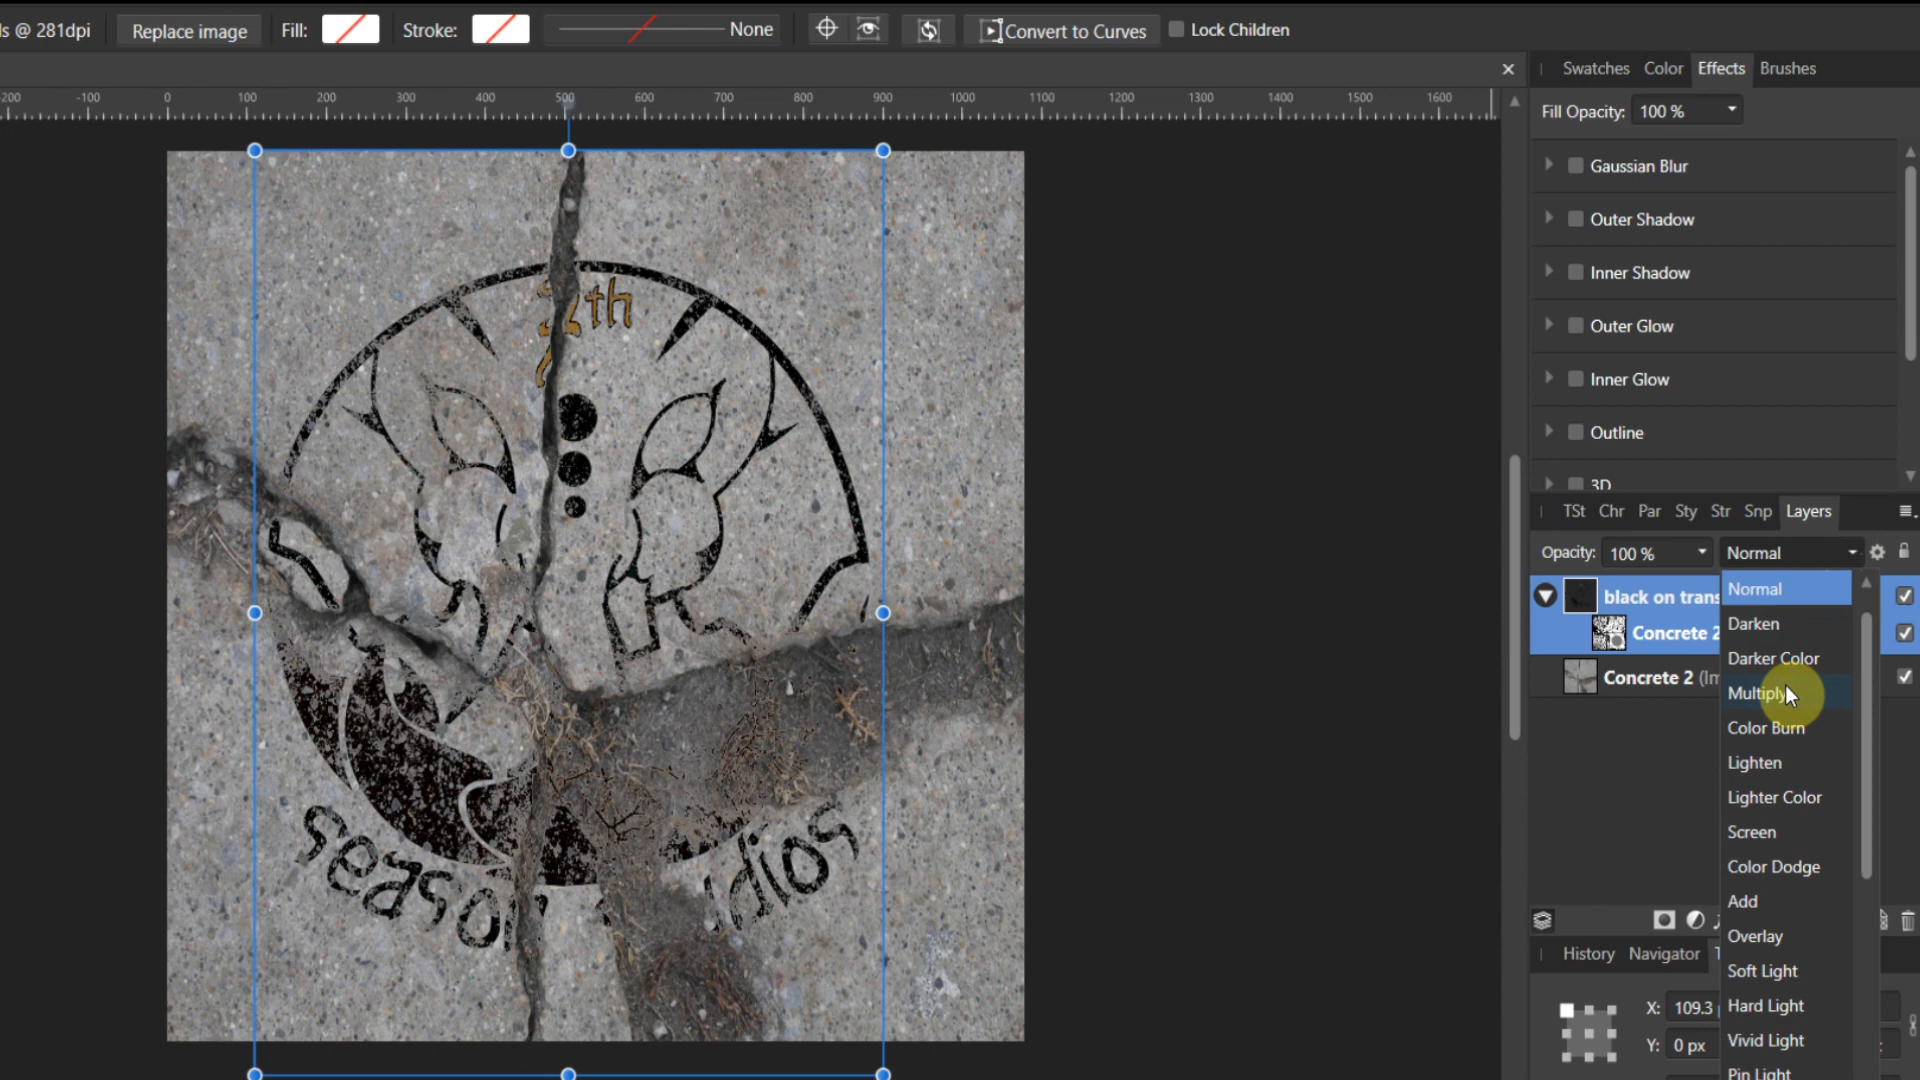 s @ 281dpi Replace image Fill: Stroke: None Convert to Curves Lock Children
Swatches Color Effects Brushes
200 -100 0 100 200 300 400 500 600 700 800 900 1000 1100 1200 1300 1400 1500 1600
Fill Opacity: 100 %
Gaussian Blur
Outer Shadow
Inner Shadow
Outer Glow
Inner Glow
Outline
3D
TSt Chr Par Sty Str Snp Layers
Opacity: 100 % Normal
black on trans
Concrete 2
Concrete 2 (Im
Normal
Darken
Darker Color
Multiply
Color Burn
Lighten
Lighter Color
Screen
Color Dodge
Add
Overlay
Soft Light
Hard Light
Vivid Light
Pin Light
History Navigator T
X: 109.3
Y: 0 px
7th